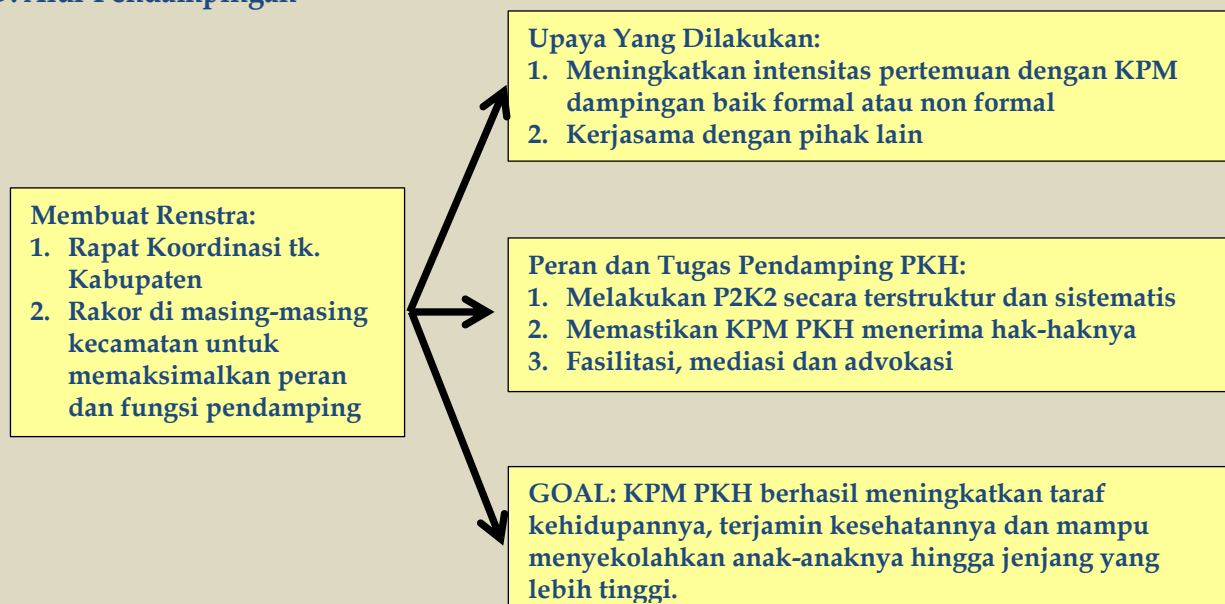 Upaya Yang Dilakukan:
1. Meningkatkan intensitas pertemuan dengan KPM
dampingan baik formal atau non formal
2. Kerjasama dengan pihak lain
Membuat Renstra:
1. Rapat Koordinasi tk.
Kabupaten
2. Rakor di masing-masing
kecamatan untuk
memaksimalkan peran
dan fungsi pendamping
Peran dan Tugas Pendamping PKH:
1. Melakukan P2K2 secara terstruktur dan sistematis
2. Memastikan KPM PKH menerima hak-haknya
3. Fasilitasi, mediasi dan advokasi
GOAL: KPM PKH berhasil meningkatkan taraf
kehidupannya, terjamin kesehatannya dan mampu
menyekolahkan anak-anaknya hingga jenjang yang
lebih tinggi.